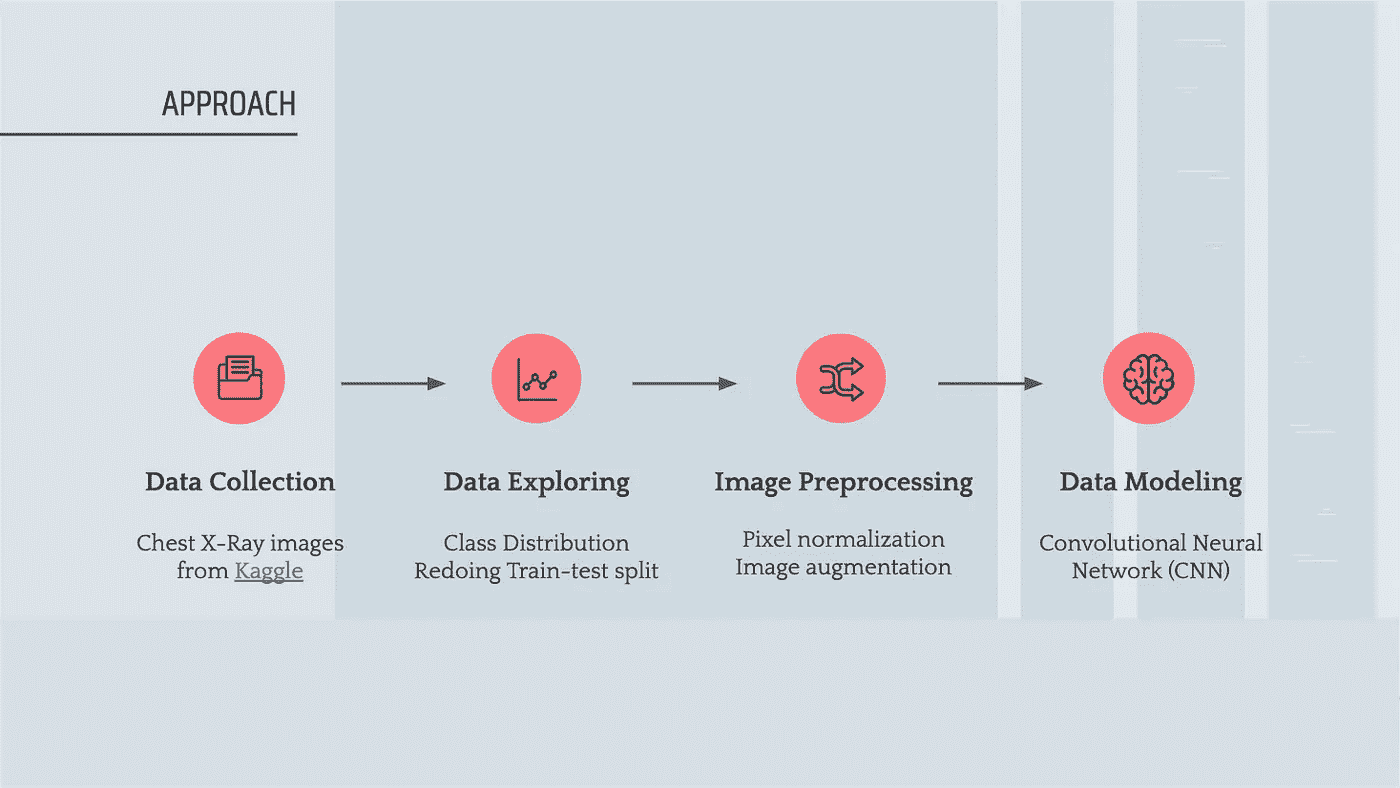 APPROACH
Data Collection
Chest X-Ray images
from Kaggle
Data Exploring
Class Distribution
Redoing Train-test split
Image Preprocessing
Pixel normalization
Image augmentation
Data Modeling
Convolutional Neural
Network (CNN)